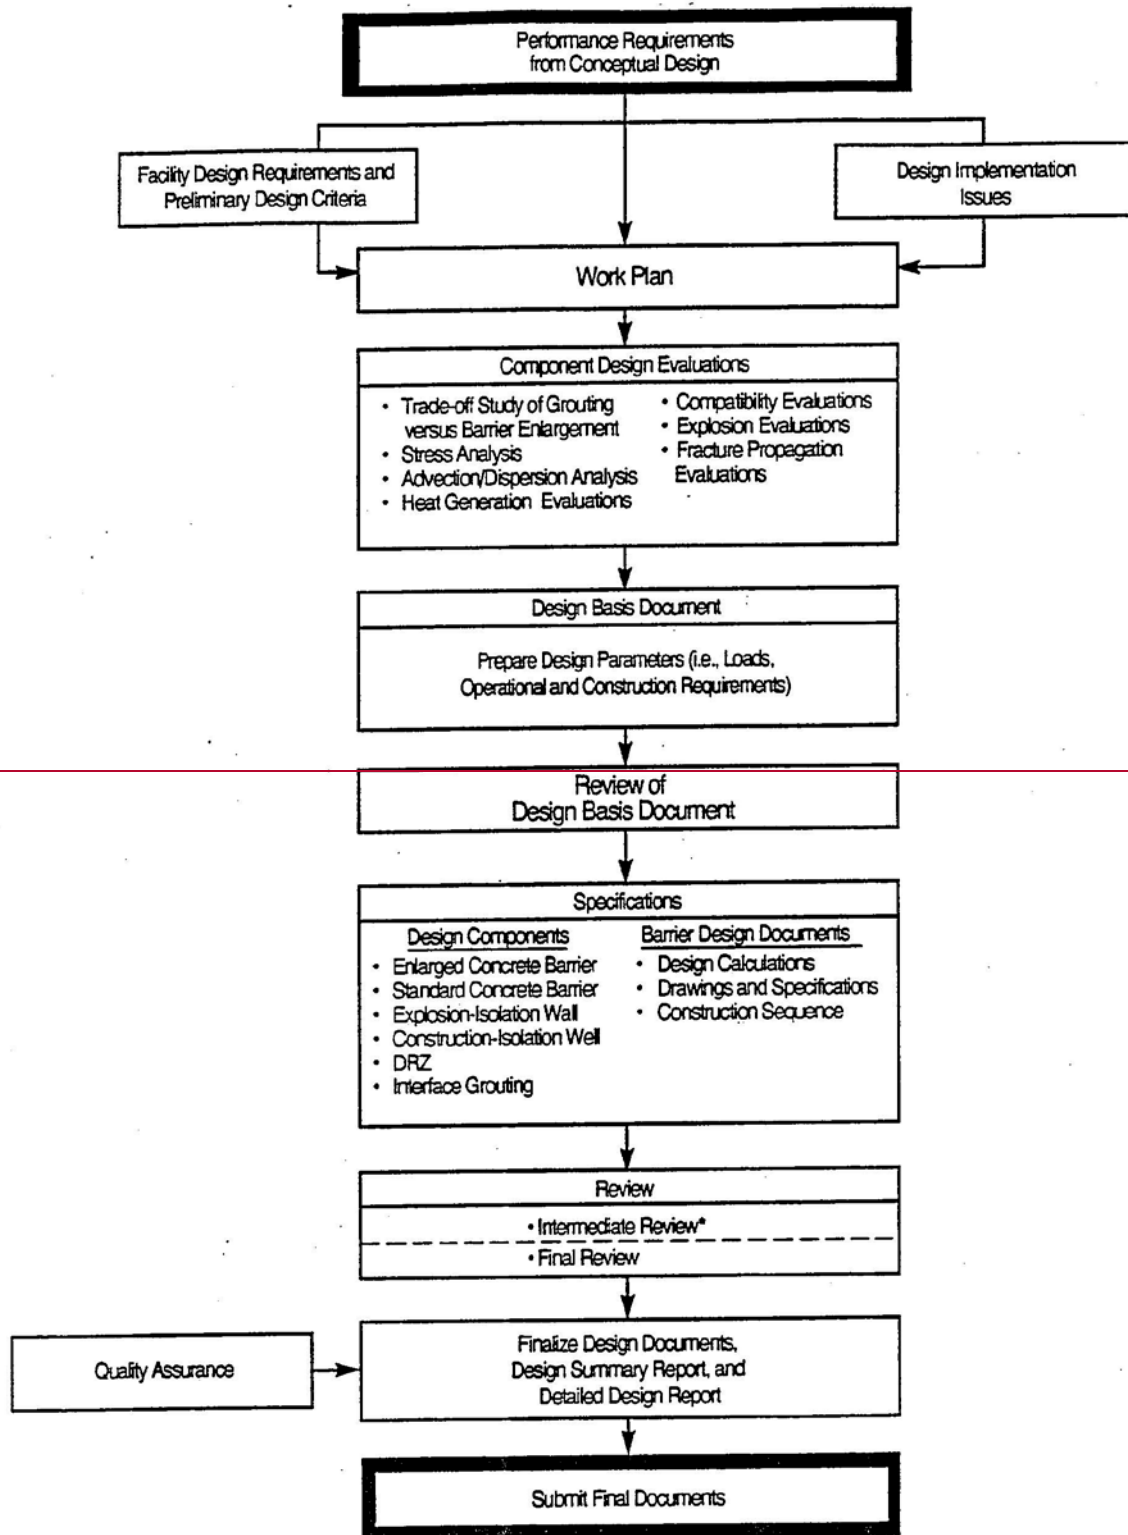 Performance Requirements
from Conceptual Design
Facility Design Requirements and
Preliminary Design Criteria
Design Implementation
Issues
Work Plan
Component Design Evaluations
• Trade-off Study of Grouting
versus Barrier Enlargement
• Stress Analysis
• Advection/Dispersion Analysis
• Heat Generation Evaluations
• Compatibility Evaluations
• Explosion Evaluations
• Fracture Propagation
Evaluations
Design Basis Document
Prepare Design Parameters (i.e., Loads,
Operational and Construction Requirements)
Review of
Design Basis Document
Specifications
Design Components
• Enlarged Concrete Barrier
• Standard Concrete Barrier
• Explosion-Isolation Wall
• Construction-Isolation Well
• DRZ
• Interface Grouting
Barrier Design Documents
• Design Calculations
• Drawings and Specifications
• Construction Sequence
Review
• Intermediate Review*
• Final Review
Quality Assurance
Finalize Design Documents,
Design Summary Report, and
Detailed Design Report
Submit Final Documents